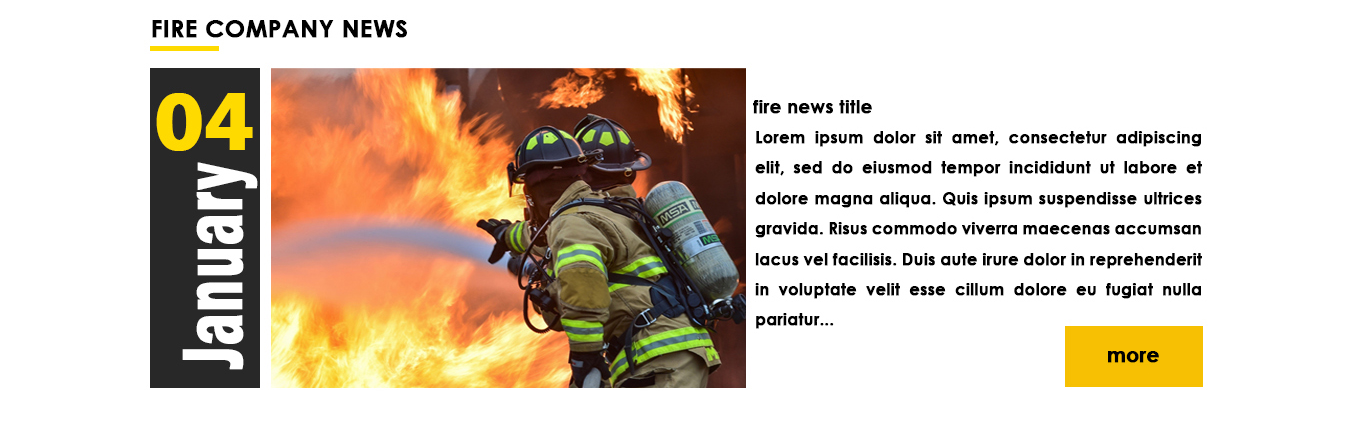 FIRE COMPANY NEWS
04
January
MSA
fire news title
Lorem ipsum dolor sit amet, consectetur adipiscing
elit, sed do eiusmod tempor incididunt ut labore et
dolore magna aliqua. Quis ipsum suspendisse ultrices
gravida. Risus commodo viverra maecenas accumsan
lacus vel facilisis. Duis aute irure dolor in reprehenderit
in voluptate velit esse cillum dolore eu fugiat nulla
pariatur...
more